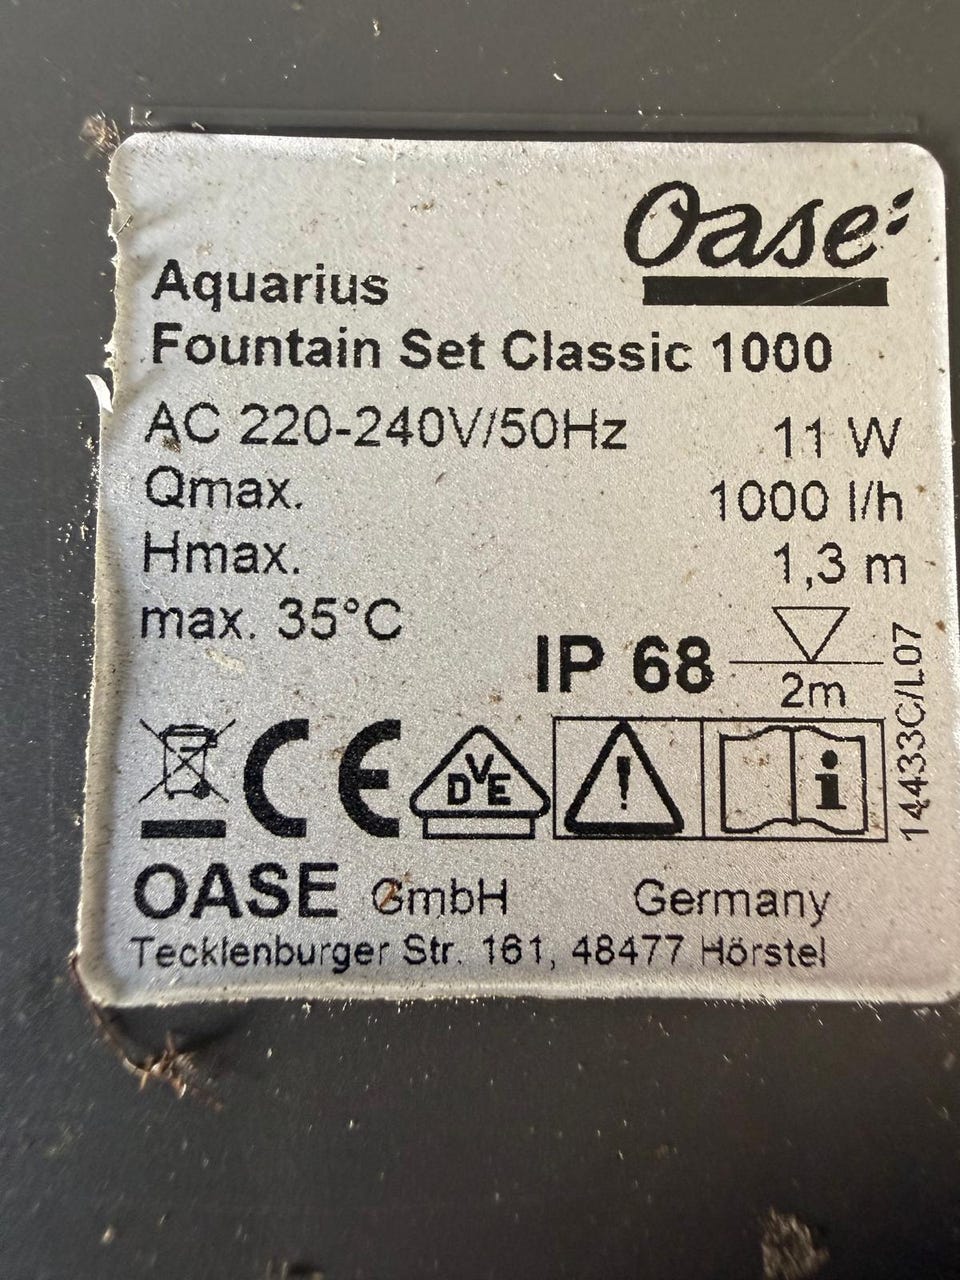 Oase
Aquarius
Fountain Set Classic 1000
AC 220-240V/50Hz 11 W
Qmax. 1000 l/h
Hmax. 1,3 m
max. 35°C
IP 68
2m
14433C/L07
CE
DVE
OASE GmbH Germany
Tecklenburger Str. 161, 48477 Hörstel